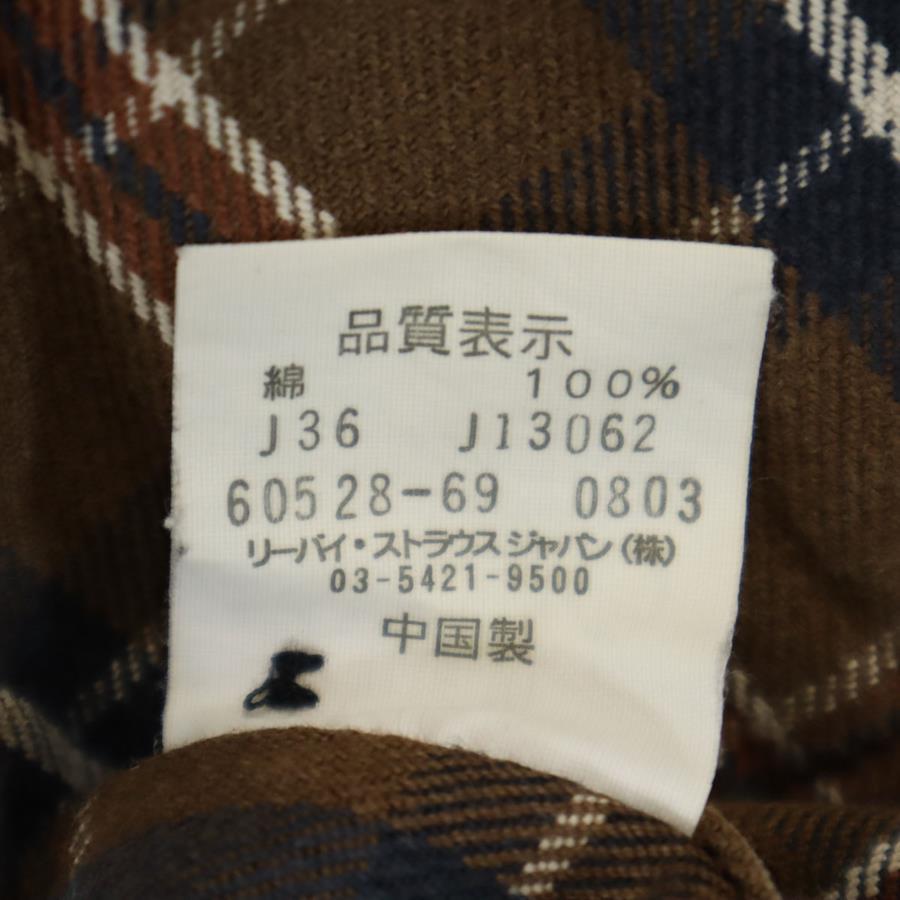 品質表示
綿 100%
J36 J13062
60528-69 0803
リーバイ・ストラウスジャパン(株)
03-5421-9500
中国製